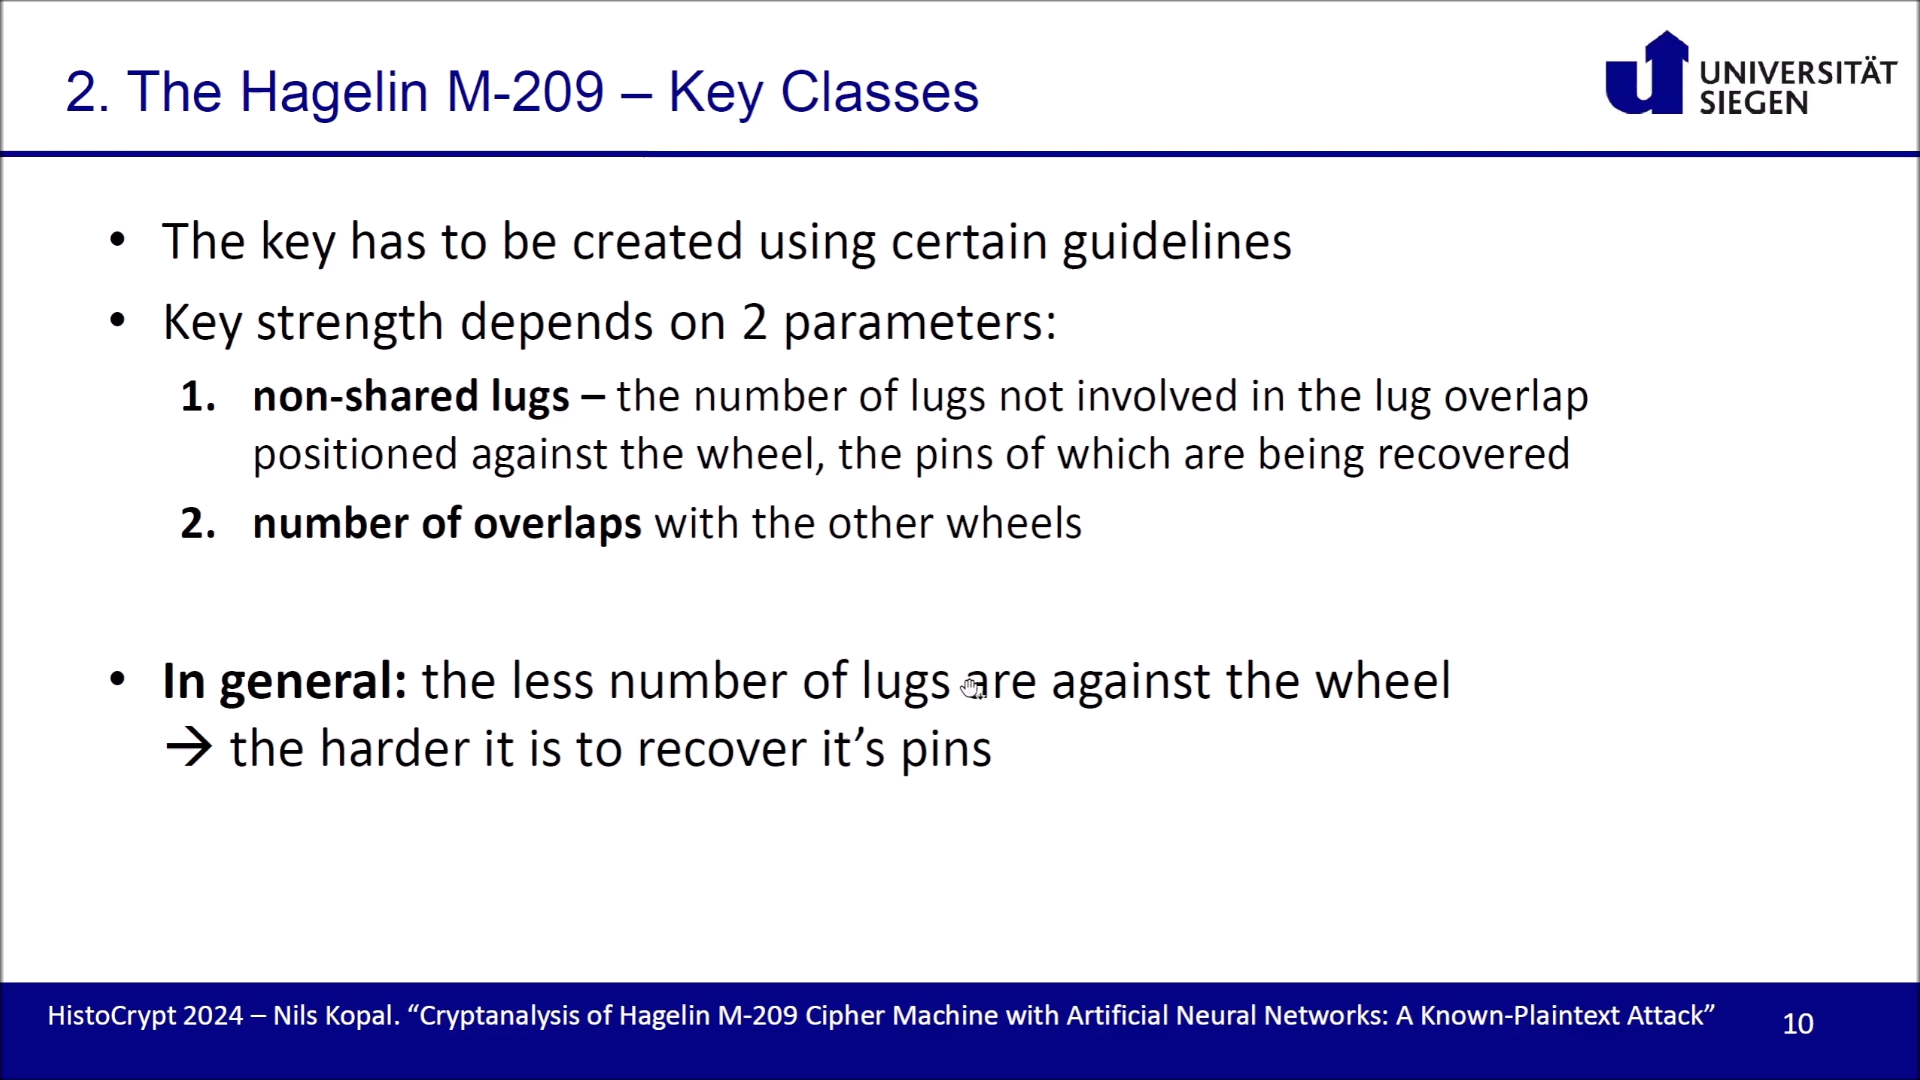 2. The Hagelin M-209 – Key Classes
UNIVERSITÄT
SIEGEN
• The key has to be created using certain guidelines
• Key strength depends on 2 parameters:
1. non-shared lugs – the number of lugs not involved in the lug overlap
positioned against the wheel, the pins of which are being recovered
2. number of overlaps with the other wheels
• In general: the less number of lugs are against the wheel
→ the harder it is to recover it’s pins
HistoCrypt 2024 – Nils Kopal. “Cryptanalysis of Hagelin M-209 Cipher Machine with Artificial Neural Networks: A Known-Plaintext Attack”
10